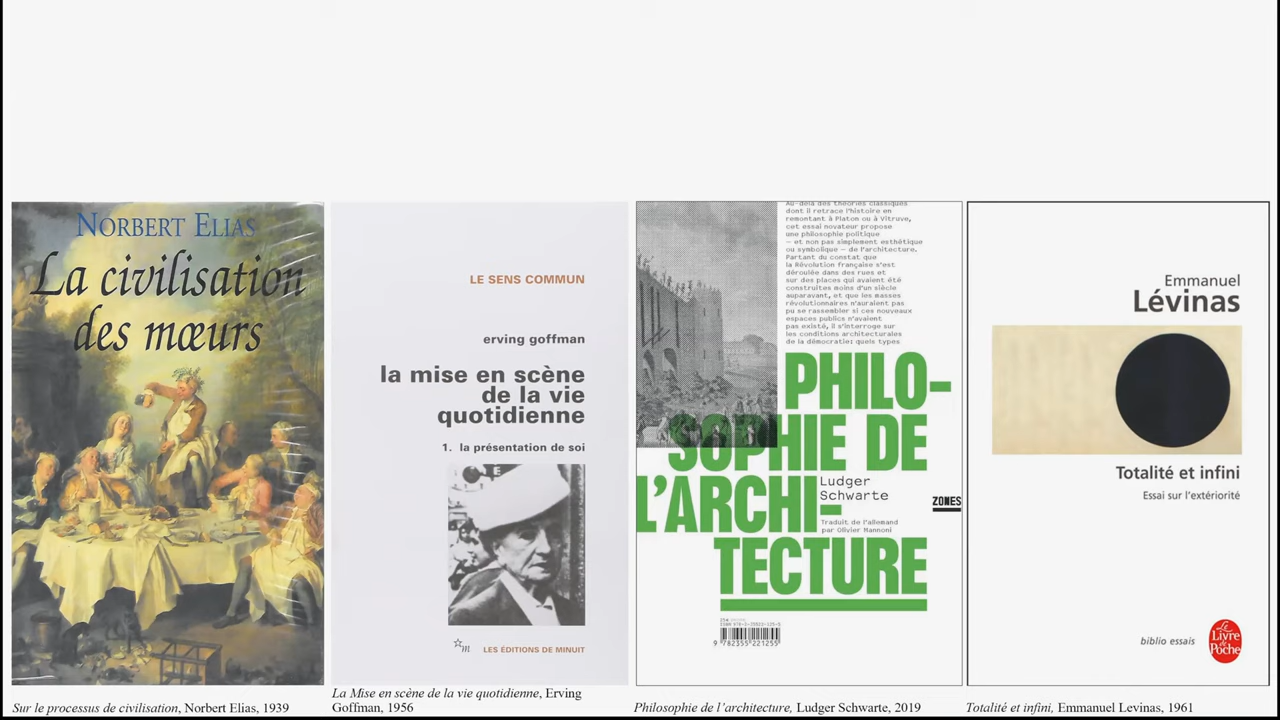 NORBERT ELIAS
La civilisation
des mœurs
LE SENS COMMUN
erving goffman
la mise en scène
de la vie
quotidienne
1. la présentation de soi
LES ÉDITIONS DE MINUIT
Au-delà des théories classiques
dont il retrace l'histoire en
remontant à Platon ou à Vitruve,
cet essai novateur propose
une philosophie politique
– et non pas simplement esthétique
ou symbolique – de l'architecture.
Partant du constat que
la Révolution française s'est
déroulée dans des rues et
sur des places qui avaient été
construites moins d'un siècle
auparavant, et que les masses
révolutionnaires n'auraient pas
pu se rassembler si ces nouveaux
espaces publics n'avaient
pas existé, il s'interroge sur
les conditions architecturales
de la démocratie: quels types
PHILO-
SOPHIE DE
L'ARCHI-
TECTURE
Ludger
Schwarte
Traduit de l'allemand
par Olivier Mannoni
ZONES
9 782355 221255
Emmanuel
Lévinas
Totalité et infini
Essai sur l'extériorité
biblio essais
Le
Livre
de
Poche
Sur le processus de civilisation, Norbert Elias, 1939
La Mise en scène de la vie quotidienne, Erving
Goffman, 1956
Philosophie de l'architecture, Ludger Schwarte, 2019
Totalité et infini, Emmanuel Levinas, 1961